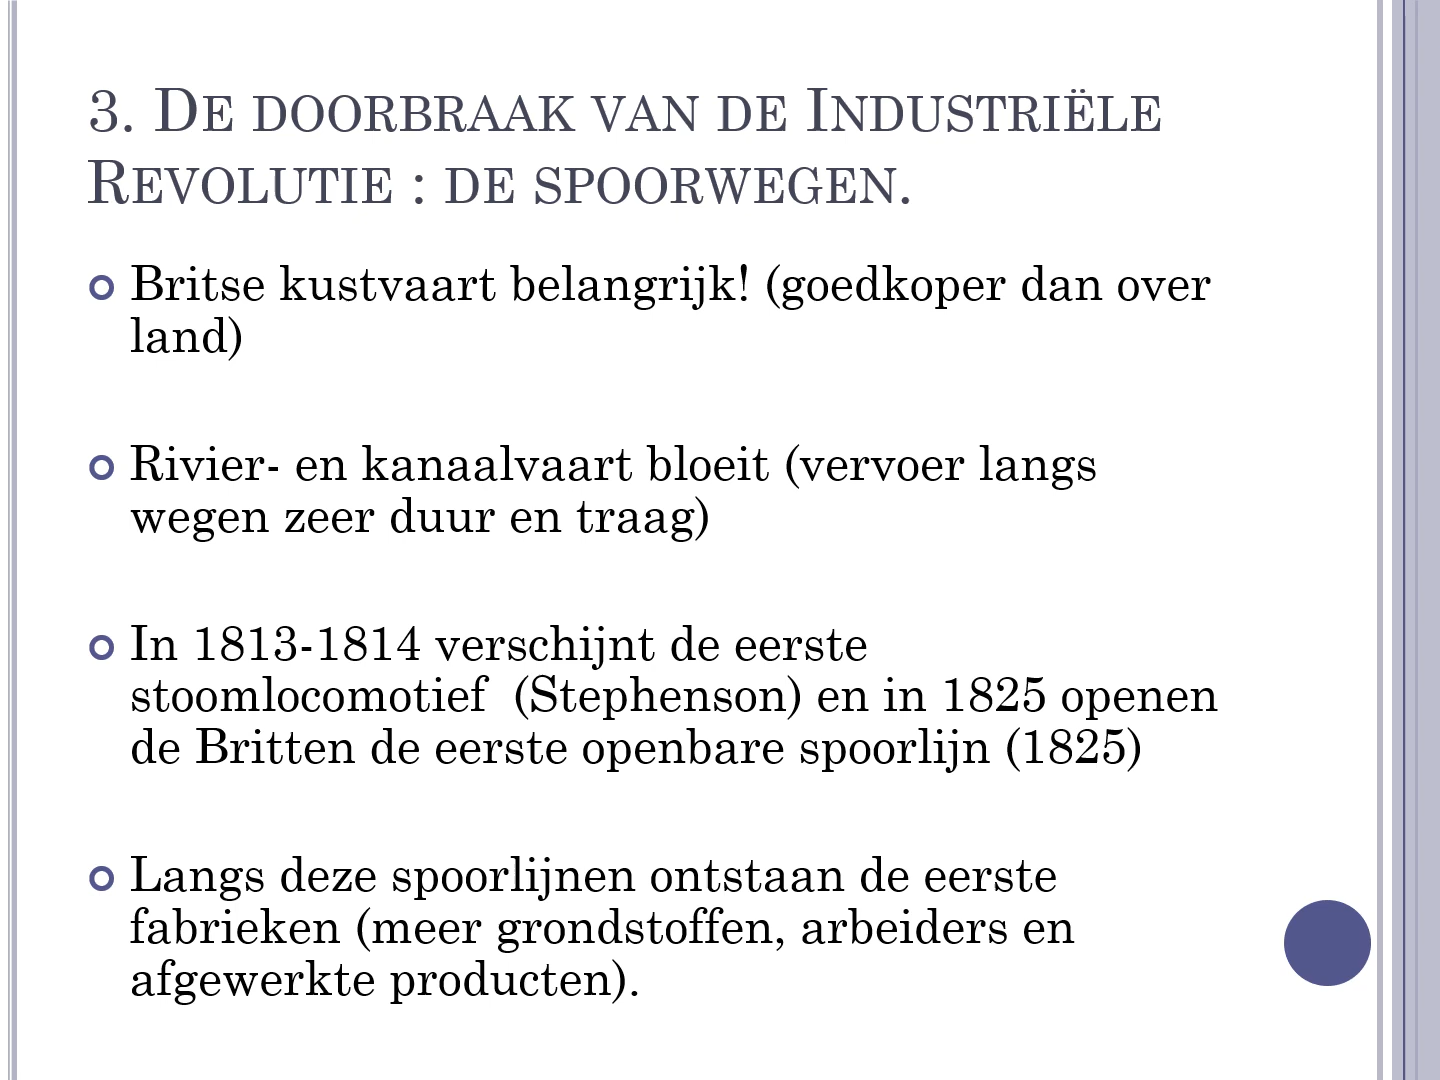 3. De doorbraak van de Industriële
Revolutie : de spoorwegen.
Britse kustvaart belangrijk! (goedkoper dan over
land)
Rivier- en kanaalvaart bloeit (vervoer langs
wegen zeer duur en traag)
In 1813-1814 verschijnt de eerste
stoomlocomotief  (Stephenson) en in 1825 openen
de Britten de eerste openbare spoorlijn (1825)
Langs deze spoorlijnen ontstaan de eerste
fabrieken (meer grondstoffen, arbeiders en
afgewerkte producten).